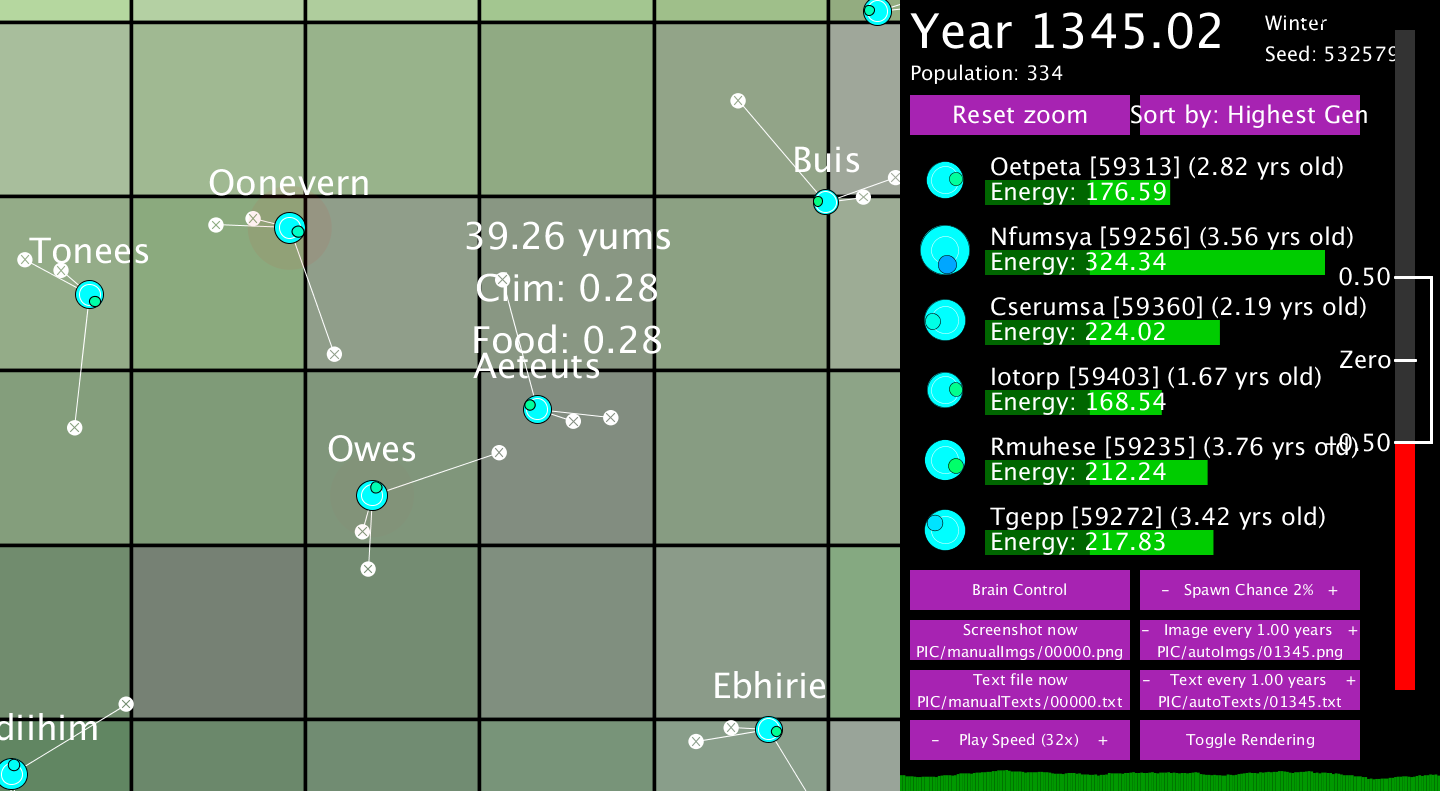 Oonevern
Tonees
Buis
39.26 yums
Clim: 0.28
Food: 0.28
Aeteuts
Owes
Ebhirie
diihim
Year 1345.02
Winter
Seed: 532579
Population: 334
Reset zoom
Sort by: Highest Gen
Oetpeta [59313] (2.82 yrs old)
Energy: 176.59
Nfumsya [59256] (3.56 yrs old)
Energy: 324.34
Cserumsa [59360] (2.19 yrs old)
Energy: 224.02
Iotorp [59403] (1.67 yrs old)
Energy: 168.54
Rmuhese [59235] (3.76 yrs old)
Energy: 212.24
Tgepp [59272] (3.42 yrs old)
Energy: 217.83
0.50
Zero
-0.50
Brain Control
- Spawn Chance 2% +
Screenshot now
PIC/manualImgs/00000.png
- Image every 1.00 years +
PIC/autoImgs/01345.png
Text file now
PIC/manualTexts/00000.txt
- Text every 1.00 years +
PIC/autoTexts/01345.txt
- Play Speed (32x) +
Toggle Rendering